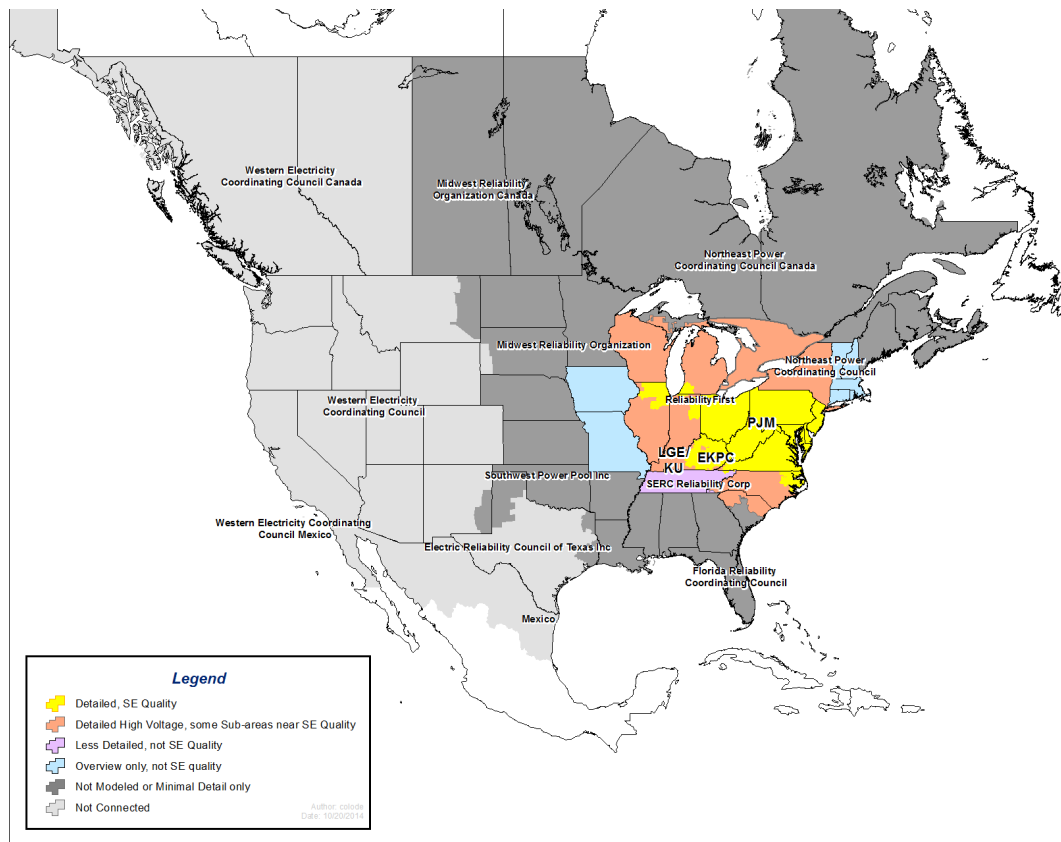 Western Electricity
Coordinating Council Canada
Midwest Reliability
Organization Canada
Northeast Power
Coordinating Council Canada
Midwest Reliability Organization
Northeast Power
Coordinating Council
Western Electricity
Coordinating Council
ReliabilityFirst
PJM
LGE/
KU
EKPC
Southwest Power Pool Inc
SERC Reliability Corp
Western Electricity Coordinating
Council Mexico
Electric Reliability Council of Texas Inc
Florida Reliability
Coordinating Council
Mexico
Legend
Detailed, SE Quality
Detailed High Voltage, some Sub-areas near SE Quality
Less Detailed, not SE Quality
Overview only, not SE quality
Not Modeled or Minimal Detail only
Not Connected
Author: colode
Date: 10/20/2014